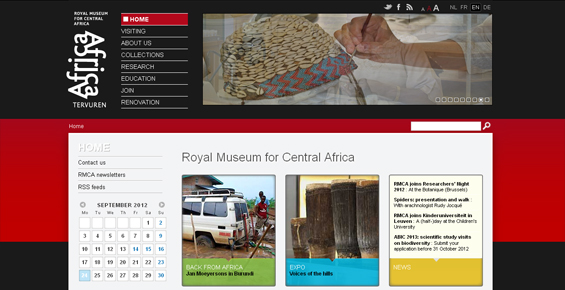 ROYAL MUSEUM
FOR CENTRAL
AFRICA
Africa
Africa
TERVUREN
HOME
VISITING
ABOUT US
COLLECTIONS
RESEARCH
EDUCATION
JOIN
RENOVATION
A A A
NL FR EN DE
Home
HOME
Contact us
RMCA newsletters
RSS feeds
SEPTEMBER 2012
Mo Tu We Th Fr Sa Su
1 2
3 4 5 6 7 8 9
10 11 12 13 14 15 16
17 18 19 20 21 22 23
24 25 26 27 28 29 30
Royal Museum for Central Africa
BACK FROM AFRICA
Jan Moeyersons in Burundi
EXPO
Voices of the hills
RMCA joins Researchers' Night
2012 : At the Botanique (Brussels)
Spiders: presentation and walk :
With arachnologist Rudy Jocqué
RMCA joins Kinderuniversiteit in
Leuven : A (half-)day at the Children's
University
ABIC 2013: scientific study visits
on biodiversity : Submit your
application before 31 October 2012
NEWS